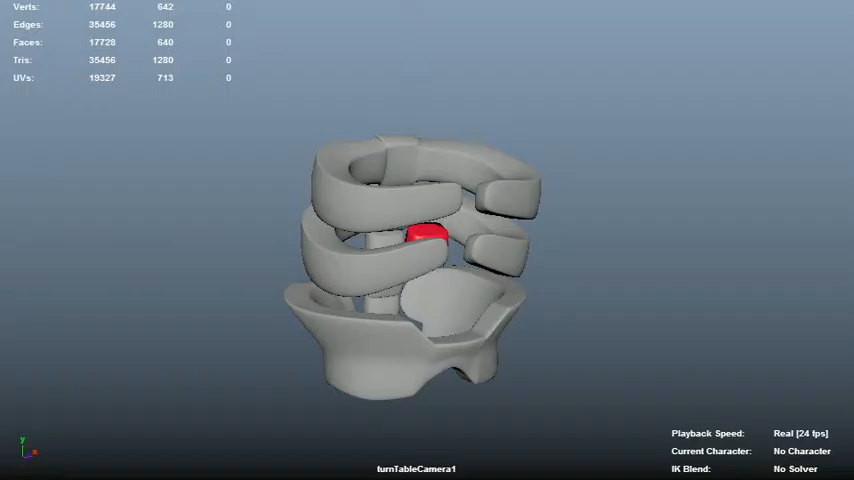 Verts: 17744 642 0
Edges: 35456 1280 0
Faces: 17728 640 0
Tris: 35456 1280 0
UVs: 19327 713 0
Playback Speed: Real [24 fps]
Current Character: No Character
y
x
turnTableCamera1
IK Blend: No Solver